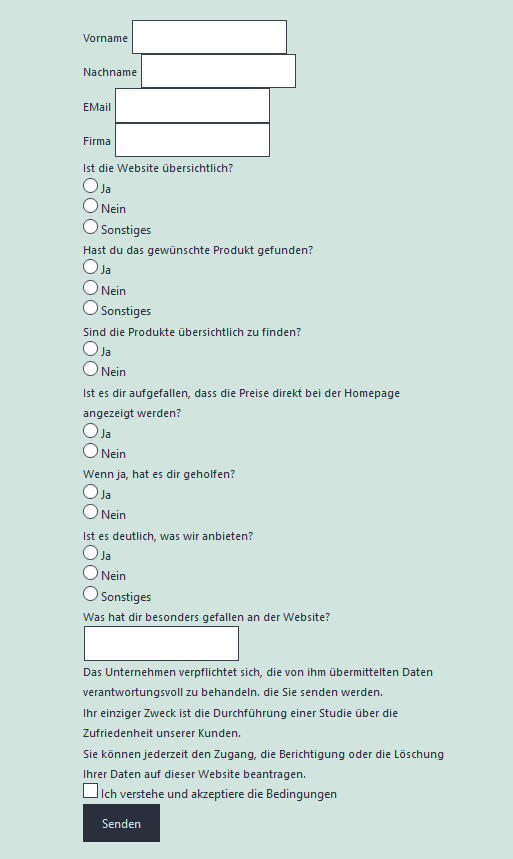 Vorname
Nachname
EMail
Firma
Ist die Website übersichtlich?
Ja
Nein
Sonstiges
Hast du das gewünschte Produkt gefunden?
Ja
Nein
Sonstiges
Sind die Produkte übersichtlich zu finden?
Ja
Nein
Ist es dir aufgefallen, dass die Preise direkt bei der Homepage
angezeigt werden?
Ja
Nein
Wenn ja, hat es dir geholfen?
Ja
Nein
Ist es deutlich, was wir anbieten?
Ja
Nein
Sonstiges
Was hat dir besonders gefallen an der Website?
Das Unternehmen verpflichtet sich, die von ihm übermittelten Daten
verantwortungsvoll zu behandeln. die Sie senden werden.
Ihr einziger Zweck ist die Durchführung einer Studie über die
Zufriedenheit unserer Kunden.
Sie können jederzeit den Zugang, die Berichtigung oder die Löschung
Ihrer Daten auf dieser Website beantragen.
Ich verstehe und akzeptiere die Bedingungen
Senden